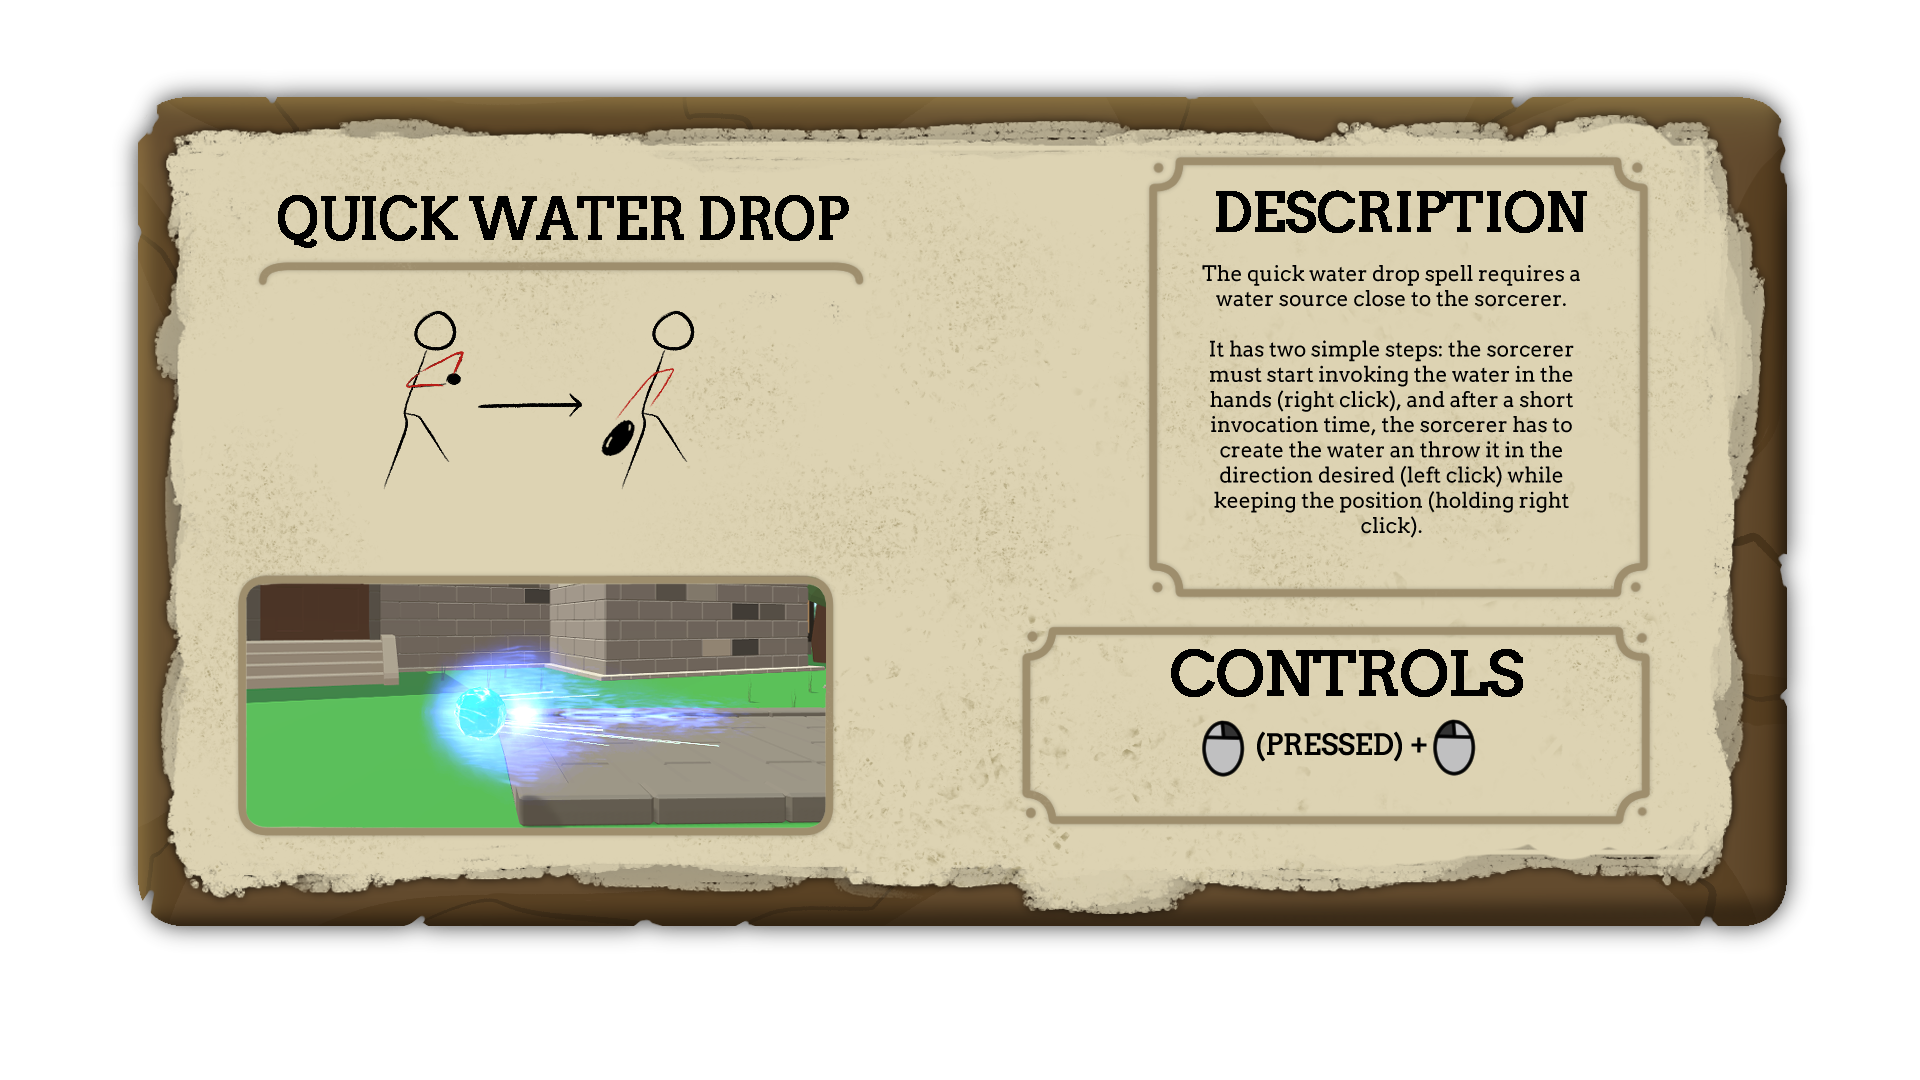 QUICK WATER DROP
DESCRIPTION
The quick water drop spell requires a
water source close to the sorcerer.
It has two simple steps: the sorcerer
must start invoking the water in the
hands (right click), and after a short
invocation time, the sorcerer has to
create the water an throw it in the
direction desired (left click) while
keeping the position (holding right
click).
CONTROLS
(PRESSED) +